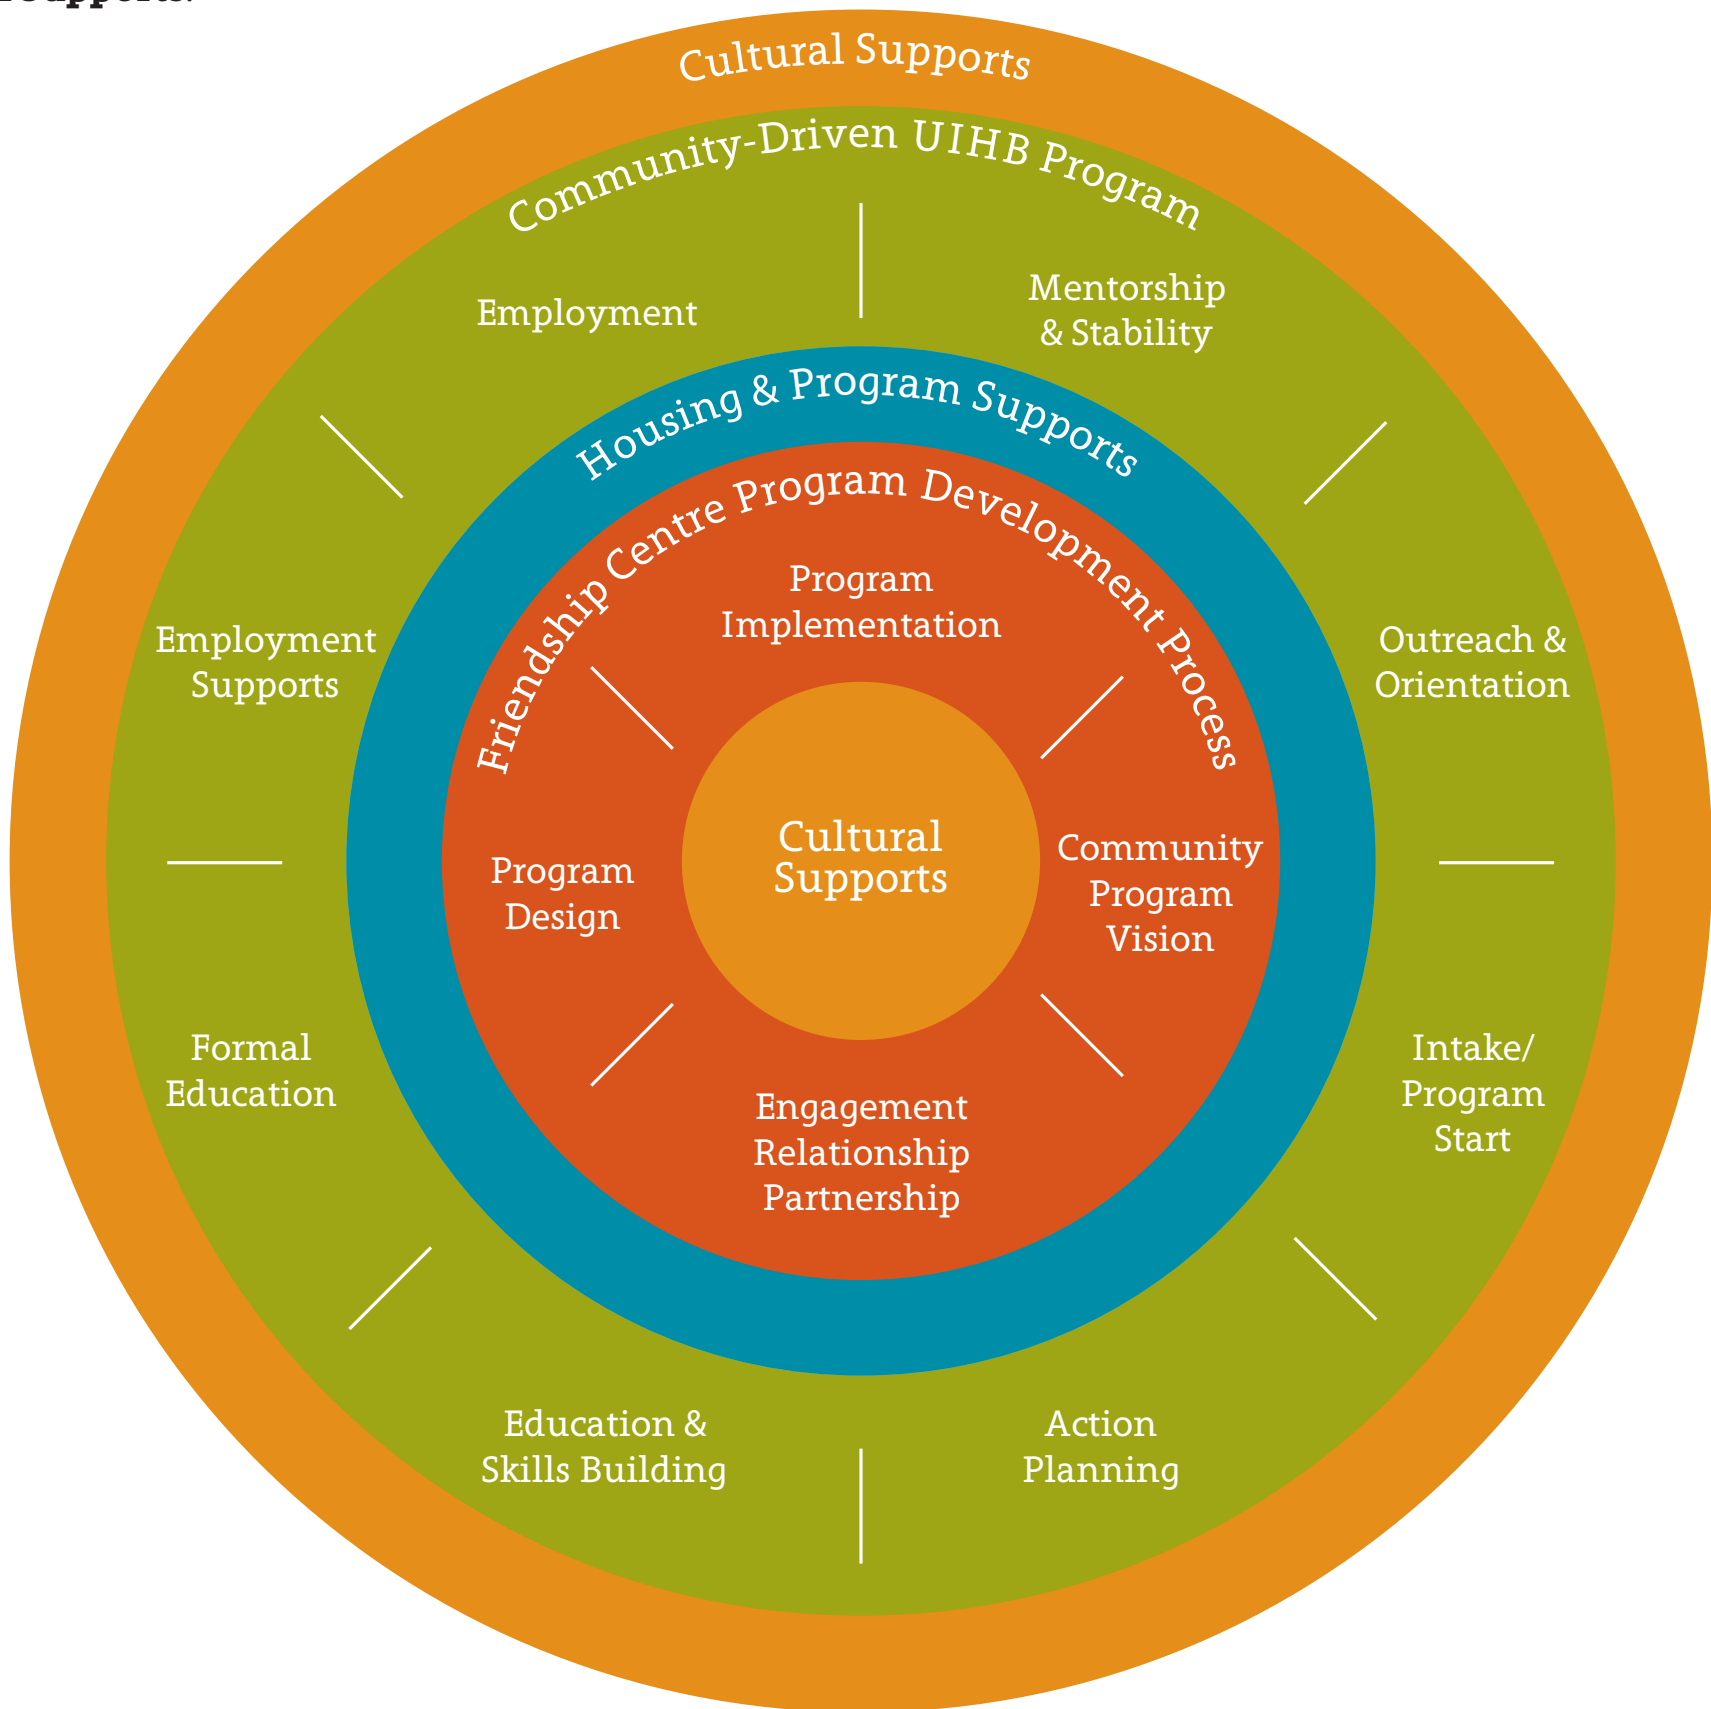 Supports.
Cultural Supports
Community-Driven UIHB Program
Employment
Mentorship
& Stability
Housing & Program Supports
Friendship Centre Program Development Process
Program
Implementation
Employment
Supports
Outreach &
Orientation
Cultural
Supports
Program
Design
Community
Program
Vision
Formal
Education
Intake/
Program
Start
Engagement
Relationship
Partnership
Education &
Skills Building
Action
Planning